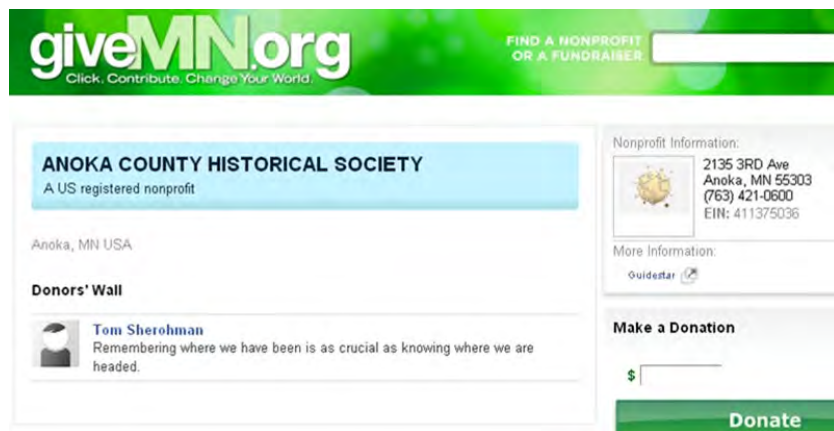 giveMN.org
Click. Contribute. Change Your World.
FIND A NONPROFIT
OR A FUNDRAISER
ANOKA COUNTY HISTORICAL SOCIETY
A US registered nonprofit
Anoka, MN USA
Donors' Wall
Tom Sherohman
Remembering where we have been is as crucial as knowing where we are
headed.
Nonprofit Information:
2135 3RD Ave
Anoka, MN 55303
(763) 421-0600
EIN: 411375036
More Information:
Guidestar
Make a Donation
$
Donate